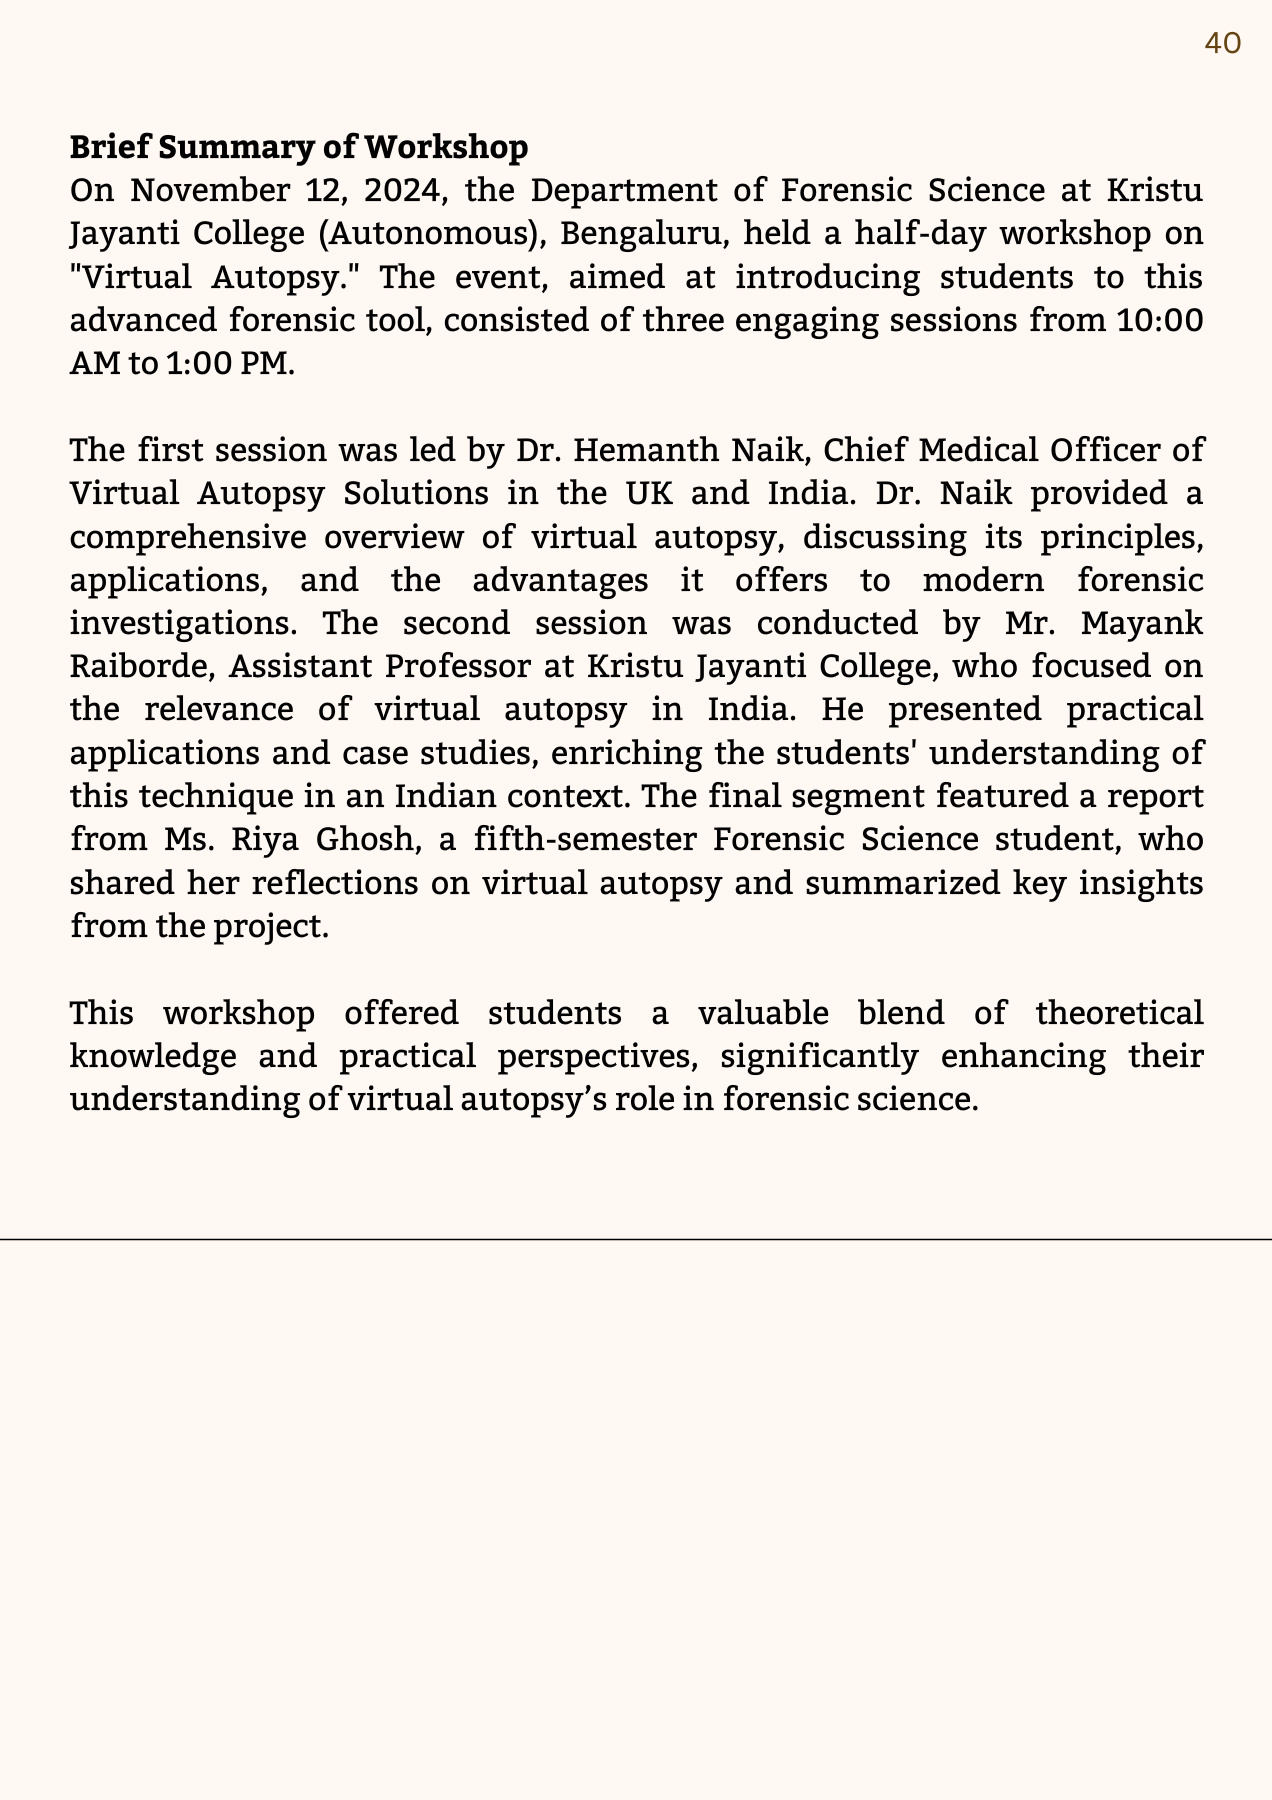 40
Brief Summary of Workshop
On November 12, 2024, the Department of Forensic Science at Kristu
Jayanti College (Autonomous), Bengaluru, held a half-day workshop on
"Virtual Autopsy." The event, aimed at introducing students to this
advanced forensic tool, consisted of three engaging sessions from 10:00
AM to 1:00 PM.
The first session was led by Dr. Hemanth Naik, Chief Medical Officer of
Virtual Autopsy Solutions in the UK and India. Dr. Naik provided a
comprehensive overview of virtual autopsy, discussing its principles,
applications, and the advantages it offers to modern forensic
investigations. The second session was conducted by Mr. Mayank
Raiborde, Assistant Professor at Kristu Jayanti College, who focused on
the relevance of virtual autopsy in India. He presented practical
applications and case studies, enriching the students' understanding of
this technique in an Indian context. The final segment featured a report
from Ms. Riya Ghosh, a fifth-semester Forensic Science student, who
shared her reflections on virtual autopsy and summarized key insights
from the project.
This workshop offered students a valuable blend of theoretical
knowledge and practical perspectives, significantly enhancing their
understanding of virtual autopsy’s role in forensic science.